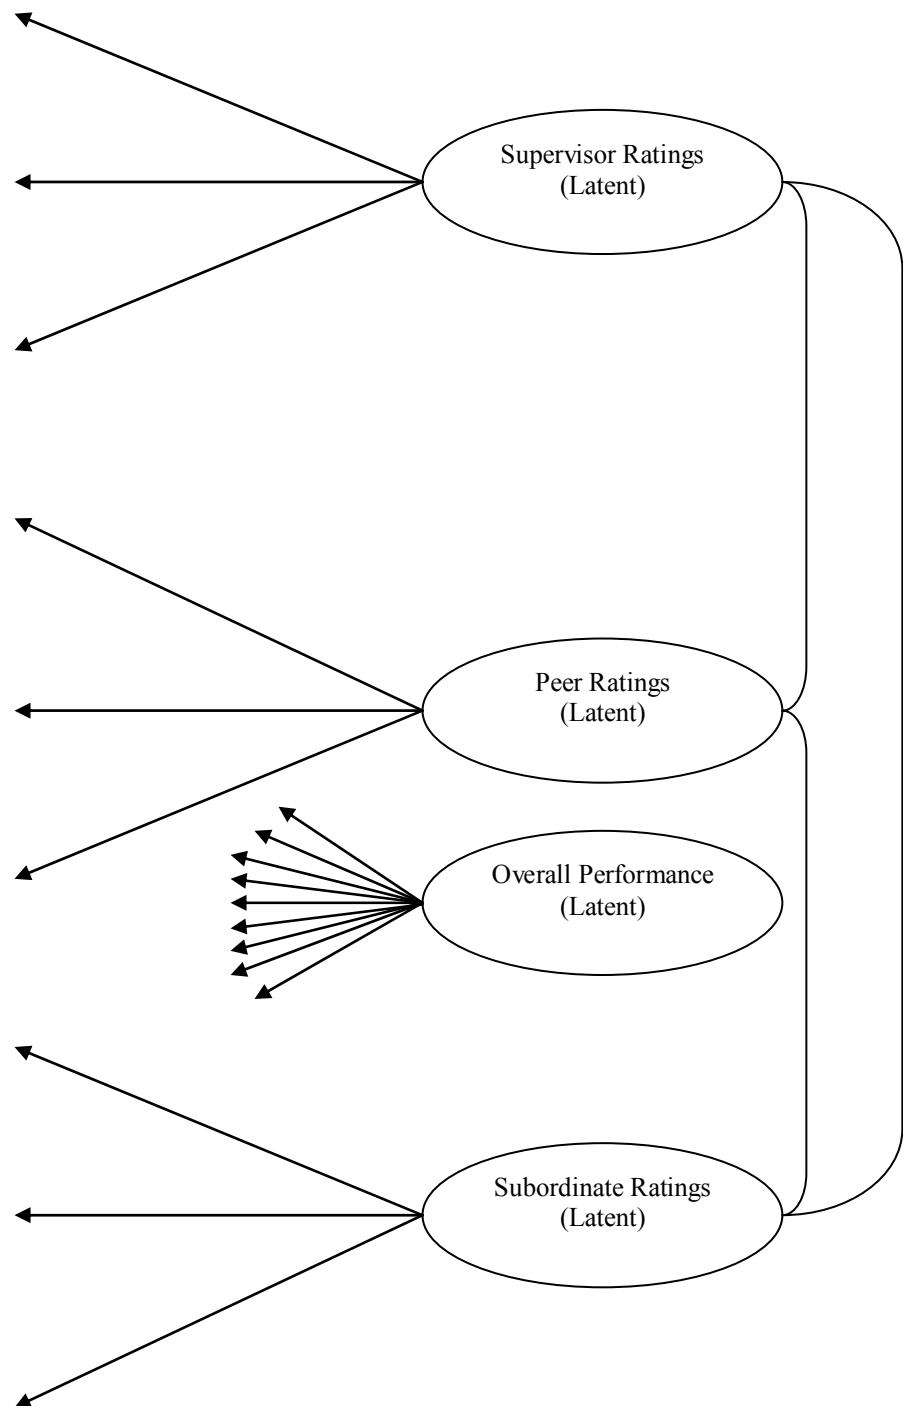 Supervisor Ratings
(Latent)
Peer Ratings
(Latent)
Overall Performance
(Latent)
Subordinate Ratings
(Latent)